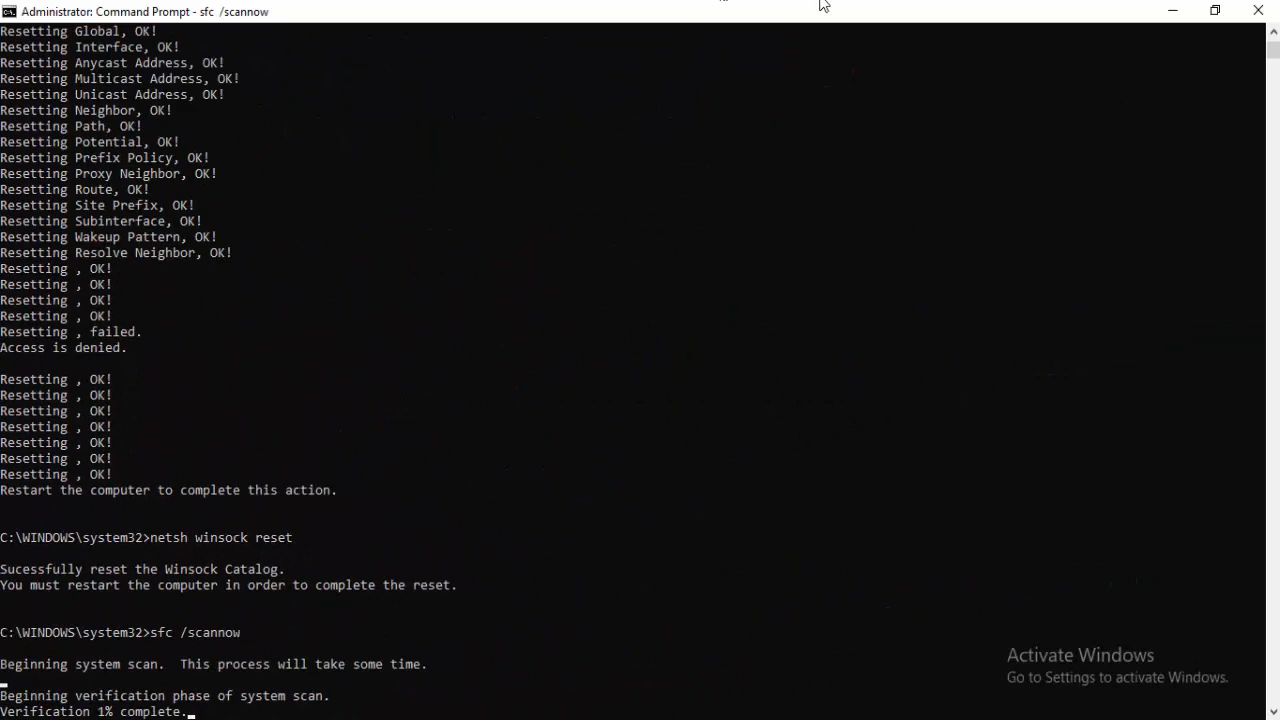 Administrator: Command Prompt - sfc /scannow
Resetting Global, OK!
Resetting Interface, OK!
Resetting Anycast Address, OK!
Resetting Multicast Address, OK!
Resetting Unicast Address, OK!
Resetting Neighbor, OK!
Resetting Path, OK!
Resetting Potential, OK!
Resetting Prefix Policy, OK!
Resetting Proxy Neighbor, OK!
Resetting Route, OK!
Resetting Site Prefix, OK!
Resetting Subinterface, OK!
Resetting Wakeup Pattern, OK!
Resetting Resolve Neighbor, OK!
Resetting , OK!
Resetting , OK!
Resetting , OK!
Resetting , OK!
Resetting , failed.
Access is denied.
Resetting , OK!
Resetting , OK!
Resetting , OK!
Resetting , OK!
Resetting , OK!
Resetting , OK!
Resetting , OK!
Restart the computer to complete this action.
C:\WINDOWS\system32>netsh winsock reset
Sucessfully reset the Winsock Catalog.
You must restart the computer in order to complete the reset.
C:\WINDOWS\system32>sfc /scannow
Beginning system scan.  This process will take some time.
Beginning verification phase of system scan.
Verification 1% complete.
Activate Windows
Go to Settings to activate Windows.